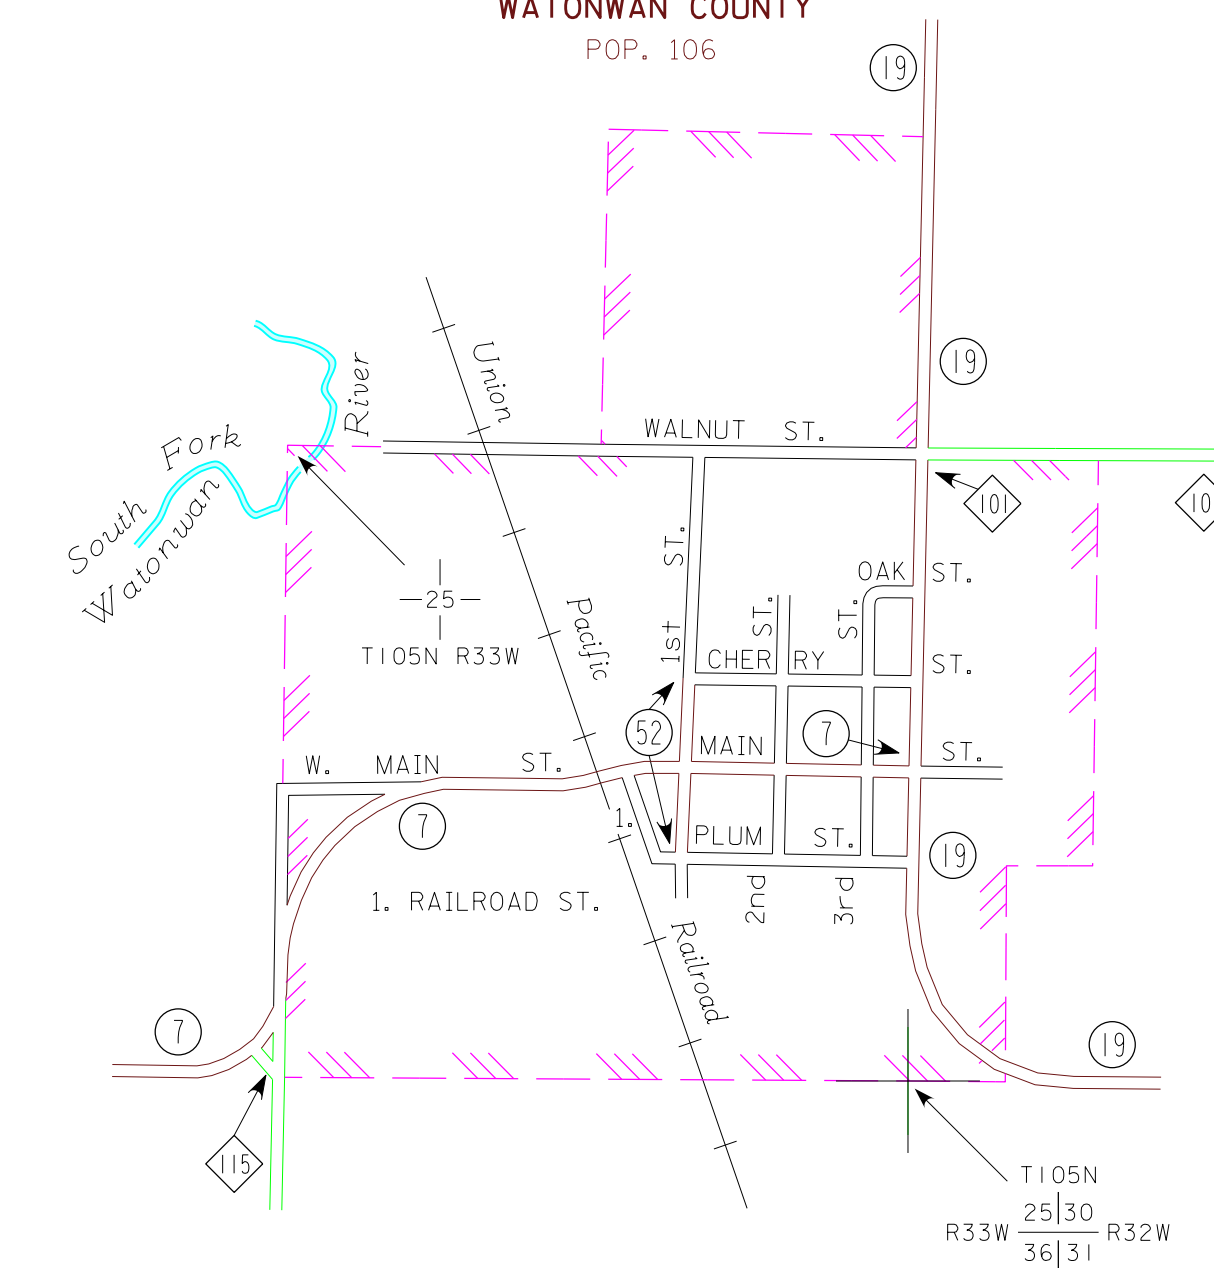 WATONWAN COUNTY
POP. 106
19
Union
River
19
Fork
WALNUT ST.
South
Watonwan
101
10
ST.
OAK ST.
25
Pacific
ST.
ST.
1st
T105N R33W
CHERRY ST.
52
7
MAIN ST.
W. MAIN ST.
7
1.
PLUM ST.
19
2nd
3rd
1. RAILROAD ST.
Railroad
7
19
115
T105N
25|30
R33W R32W
36|31